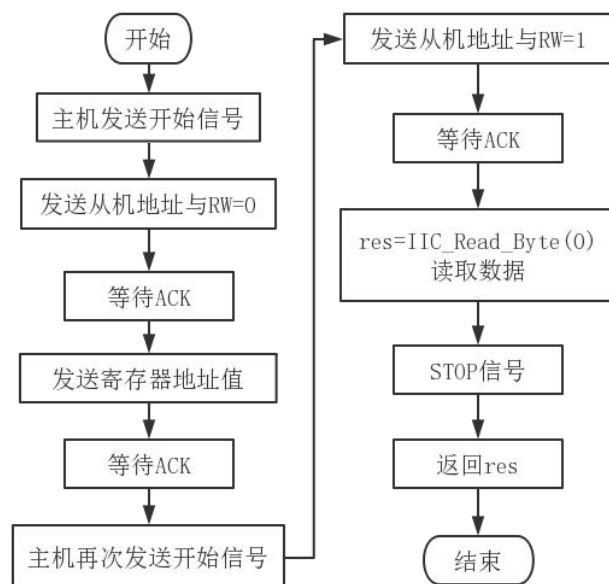 开始
主机发送开始信号
发送从机地址与RW=0
等待ACK
发送寄存器地址值
等待ACK
主机再次发送开始信号
发送从机地址与RW=1
等待ACK
res=IIC_Read_Byte(0)
读取数据
STOP信号
返回res
结束